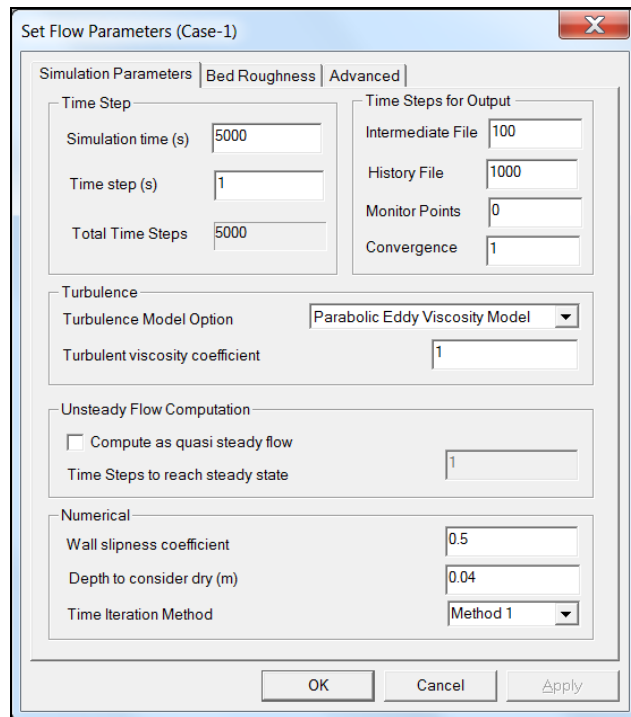 Set Flow Parameters (Case-1)
Simulation Parameters Bed Roughness Advanced
Time Step
Simulation time (s) 5000
Time step (s) 1
Total Time Steps 5000
Time Steps for Output
Intermediate File 100
History File 1000
Monitor Points 0
Convergence 1
Turbulence
Turbulence Model Option Parabolic Eddy Viscosity Model
Turbulent viscosity coefficient 1
Unsteady Flow Computation
Compute as quasi steady flow
Time Steps to reach steady state 1
Numerical
Wall slipness coefficient 0.5
Depth to consider dry (m) 0.04
Time Iteration Method Method 1
OK Cancel Apply